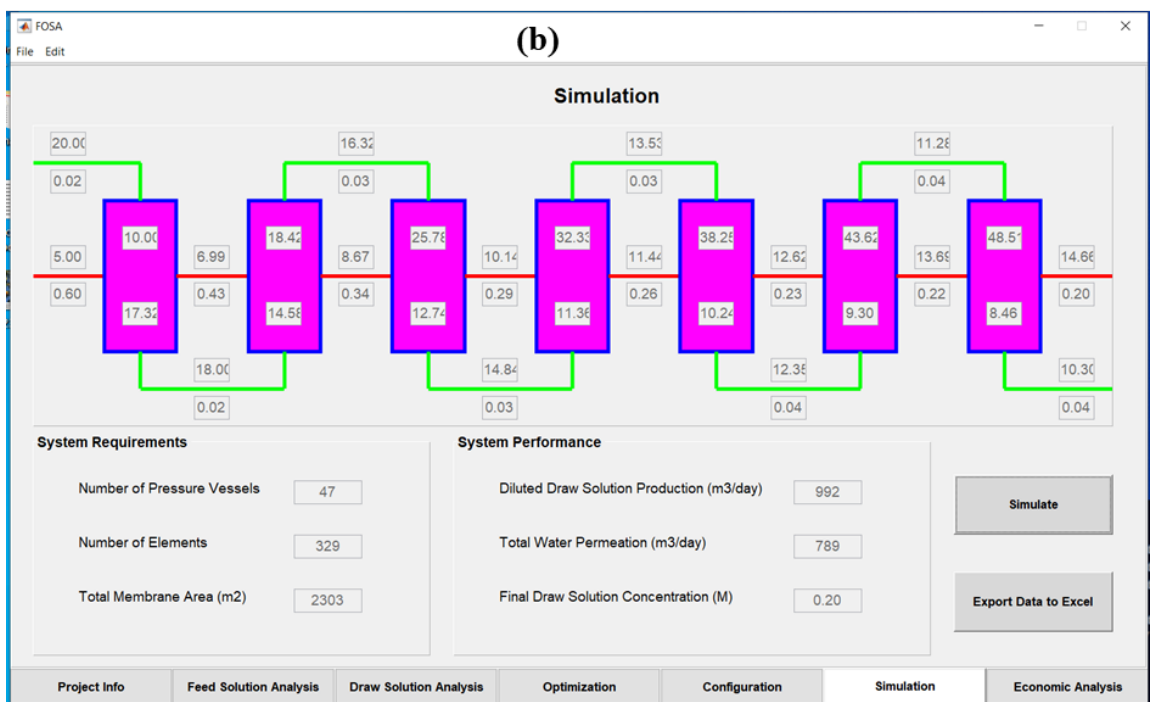 FOSA
(b)
File Edit
Simulation
20.00 16.32 13.53 11.28
0.02 0.03 0.03 0.04
10.00 18.42 25.78 32.33 38.25 43.62 48.51
5.00 6.99 8.67 10.14 11.44 12.62 13.69 14.66
0.60 0.43 0.34 0.29 0.26 0.23 0.22 0.20
17.32 14.58 12.74 11.36 10.24 9.30 8.46
18.00 14.84 12.35 10.30
0.02 0.03 0.04 0.04
System Requirements
Number of Pressure Vessels 47
Number of Elements 329
Total Membrane Area (m2) 2303
System Performance
Diluted Draw Solution Production (m3/day) 992
Total Water Permeation (m3/day) 789
Final Draw Solution Concentration (M) 0.20
Simulate
Export Data to Excel
Project Info Feed Solution Analysis Draw Solution Analysis Optimization Configuration Simulation Economic Analysis